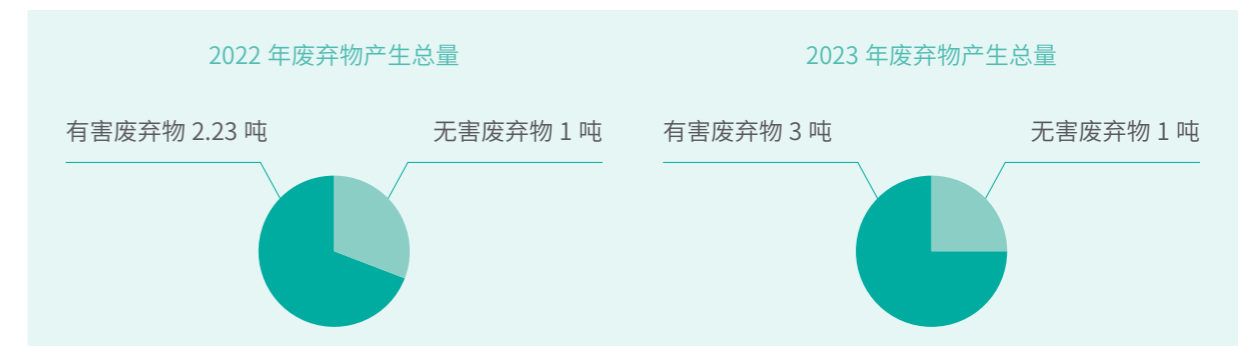 2022 年废弃物产生总量
有害废弃物 2.23 吨
无害废弃物 1 吨
2023 年废弃物产生总量
有害废弃物 3 吨
无害废弃物 1 吨